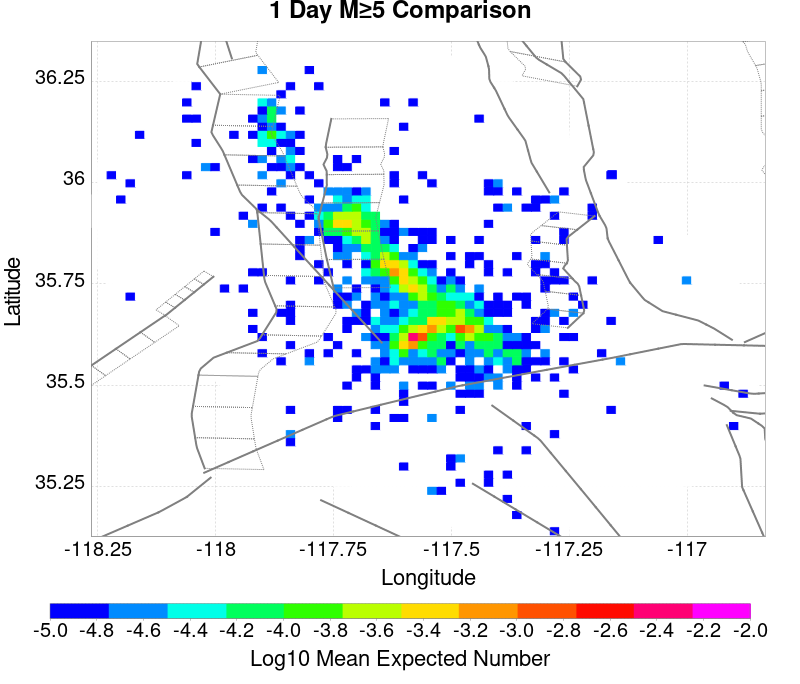 1 Day M≥5 Comparison
36.25
36
35.75
35.5
35.25
Latitude
-118.25 -118 -117.75 -117.5 -117.25 -117
Longitude
-5.0 -4.8 -4.6 -4.4 -4.2 -4.0 -3.8 -3.6 -3.4 -3.2 -3.0 -2.8 -2.6 -2.4 -2.2 -2.0
Log10 Mean Expected Number